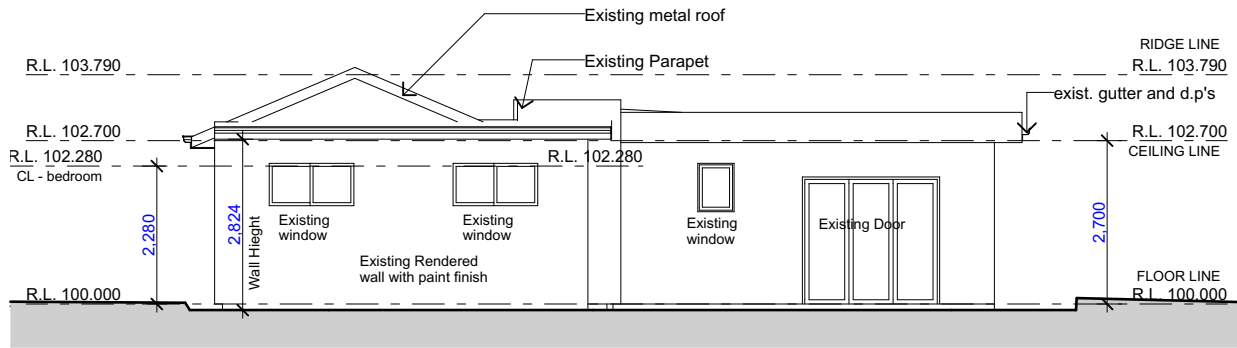 Existing metal roof
RIDGE LINE
R.L. 103.790
R.L. 103.790
Existing Parapet
exist. gutter and d.p's
R.L. 102.700
R.L. 102.700
CEILING LINE
R.L. 102.280
R.L. 102.280
CL - bedroom
2,280
2,824
Wall Hieght
Existing
window
Existing
window
Existing
window
Existing Door
2,700
Existing Rendered
wall with paint finish
FLOOR LINE
R.L. 100.000
R.L. 100.000